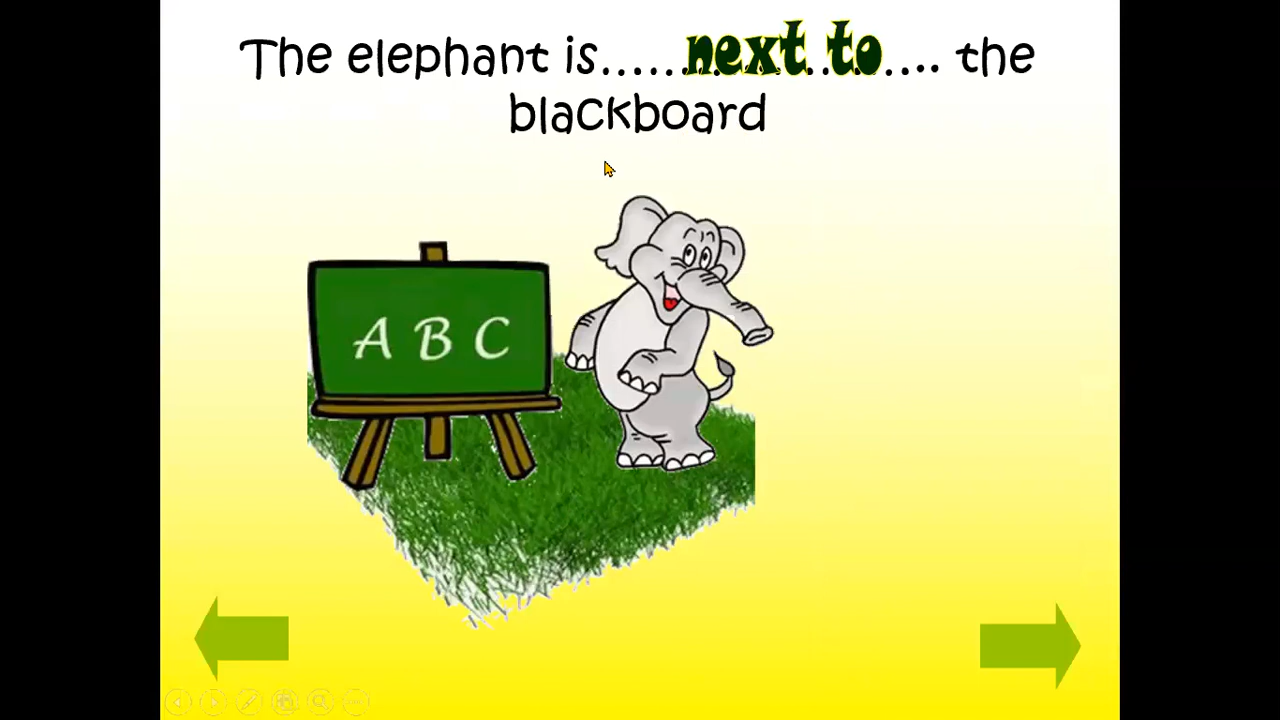 The elephant is.....next to.... the
blackboard
A B C